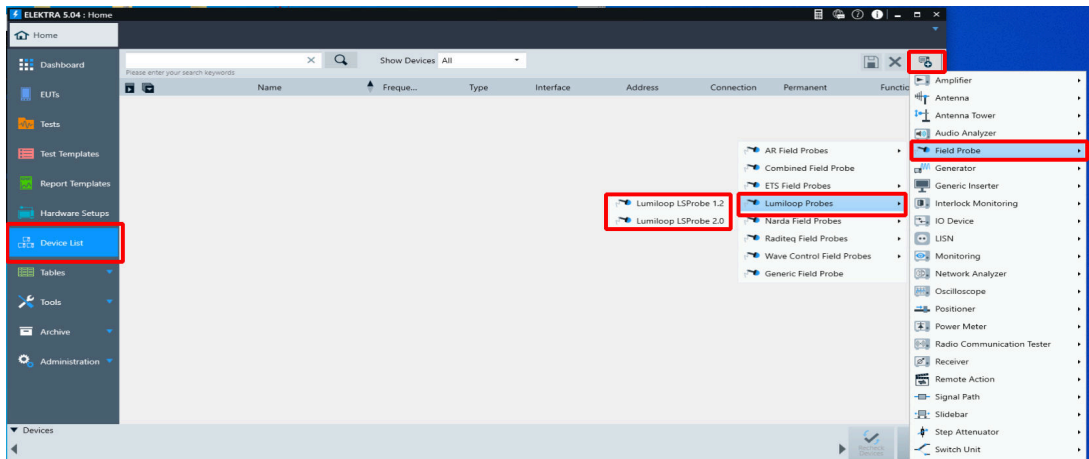 ELEKTRA 5.04 : Home
Home
Dashboard
EUTs
Tests
Test Templates
Report Templates
Hardware Setups
Device List
Tables
Tools
Archive
Administration
Show Devices All
Please enter your search keywords
Name Freque... Type Interface Address Connection Permanent Functio
Lumiloop LSProbe 1.2
Lumiloop LSProbe 2.0
AR Field Probes
Combined Field Probe
ETS Field Probes
Lumiloop Probes
Narda Field Probes
Raditeq Field Probes
Wave Control Field Probes
Generic Field Probe
Amplifier
Antenna
Antenna Tower
Audio Analyzer
Field Probe
Generator
Generic Inserter
Interlock Monitoring
IO Device
LISN
Monitoring
Network Analyzer
Oscilloscope
Positioner
Power Meter
Radio Communication Tester
Receiver
Remote Action
Signal Path
Slidebar
Step Attenuator
Switch Unit
Devices